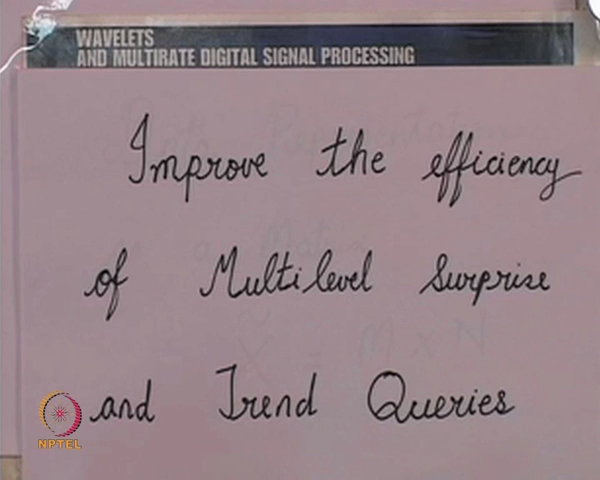 WAVELETS
AND MULTIRATE DIGITAL SIGNAL PROCESSING
Improve the efficiency
of Multilevel Surprise
and Trend Queries
NPTEL